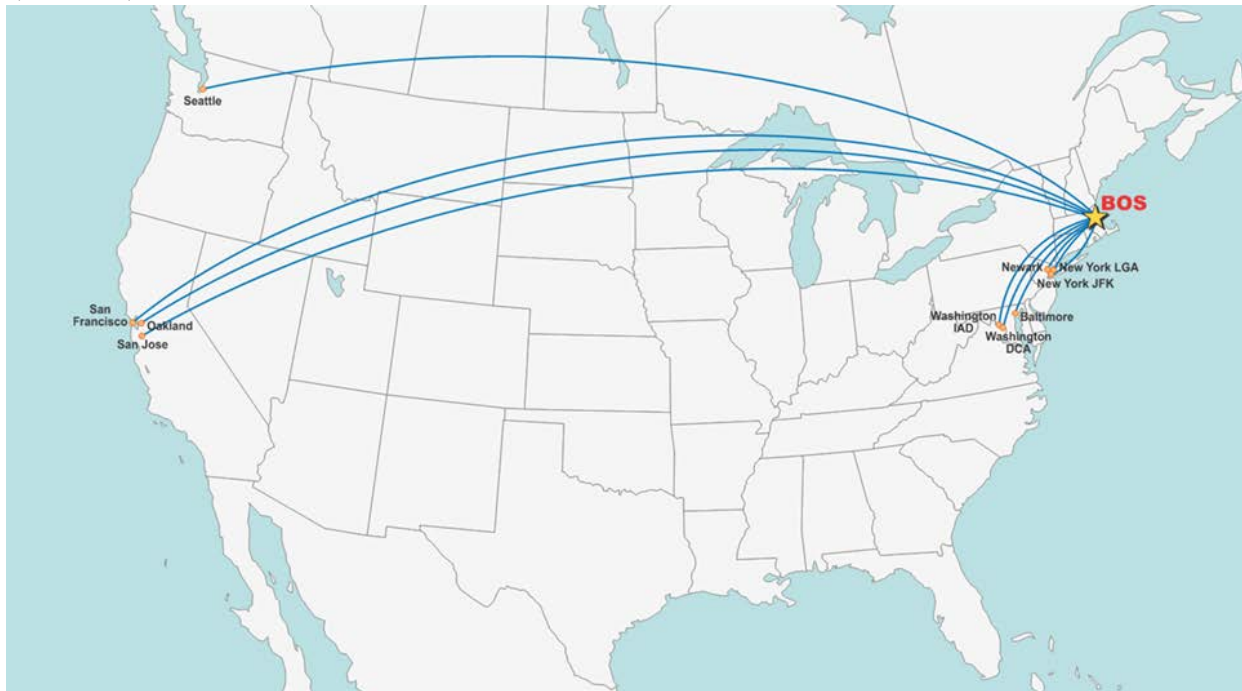 Seattle
BOS
Newark
New York LGA
New York JFK
San
Francisco
Oakland
San Jose
Washington
IAD
Baltimore
Washington
DCA